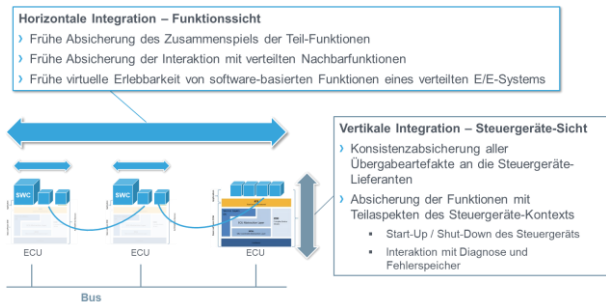 Horizontale Integration – Funktionssicht
› Frühe Absicherung des Zusammenspiels der Teil-Funktionen
› Frühe Absicherung der Interaktion mit verteilten Nachbarfunktionen
› Frühe virtuelle Erlebbarkeit von software-basierten Funktionen eines verteilten E/E-Systems
Vertikale Integration – Steuergeräte-Sicht
› Konsistenzabsicherung aller
Übergabeartefakte an die Steuergeräte-
Lieferanten
› Absicherung der Funktionen mit
Teilaspekten des Steuergeräte-Kontexts
▪ Start-Up / Shut-Down des Steuergeräts
▪ Interaktion mit Diagnose und
Fehlerspeicher
SWC
SWC
ECU
ECU
ECU
Bus